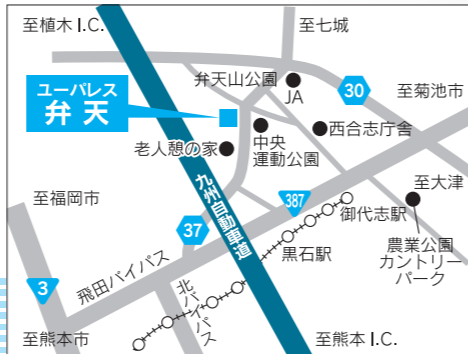 至植木 I.C.
至七城
弁天山公園
JA
30
至菊池市
ユーパレス
弁天
中央
運動公園
西合志庁舎
老人憩の家
九州自動車道
至福岡市
387
至大津
御代志駅
37
農業公園
カントリー
パーク
黒石駅
飛田バイパス
3
北バイパス
至熊本市
至熊本 I.C.